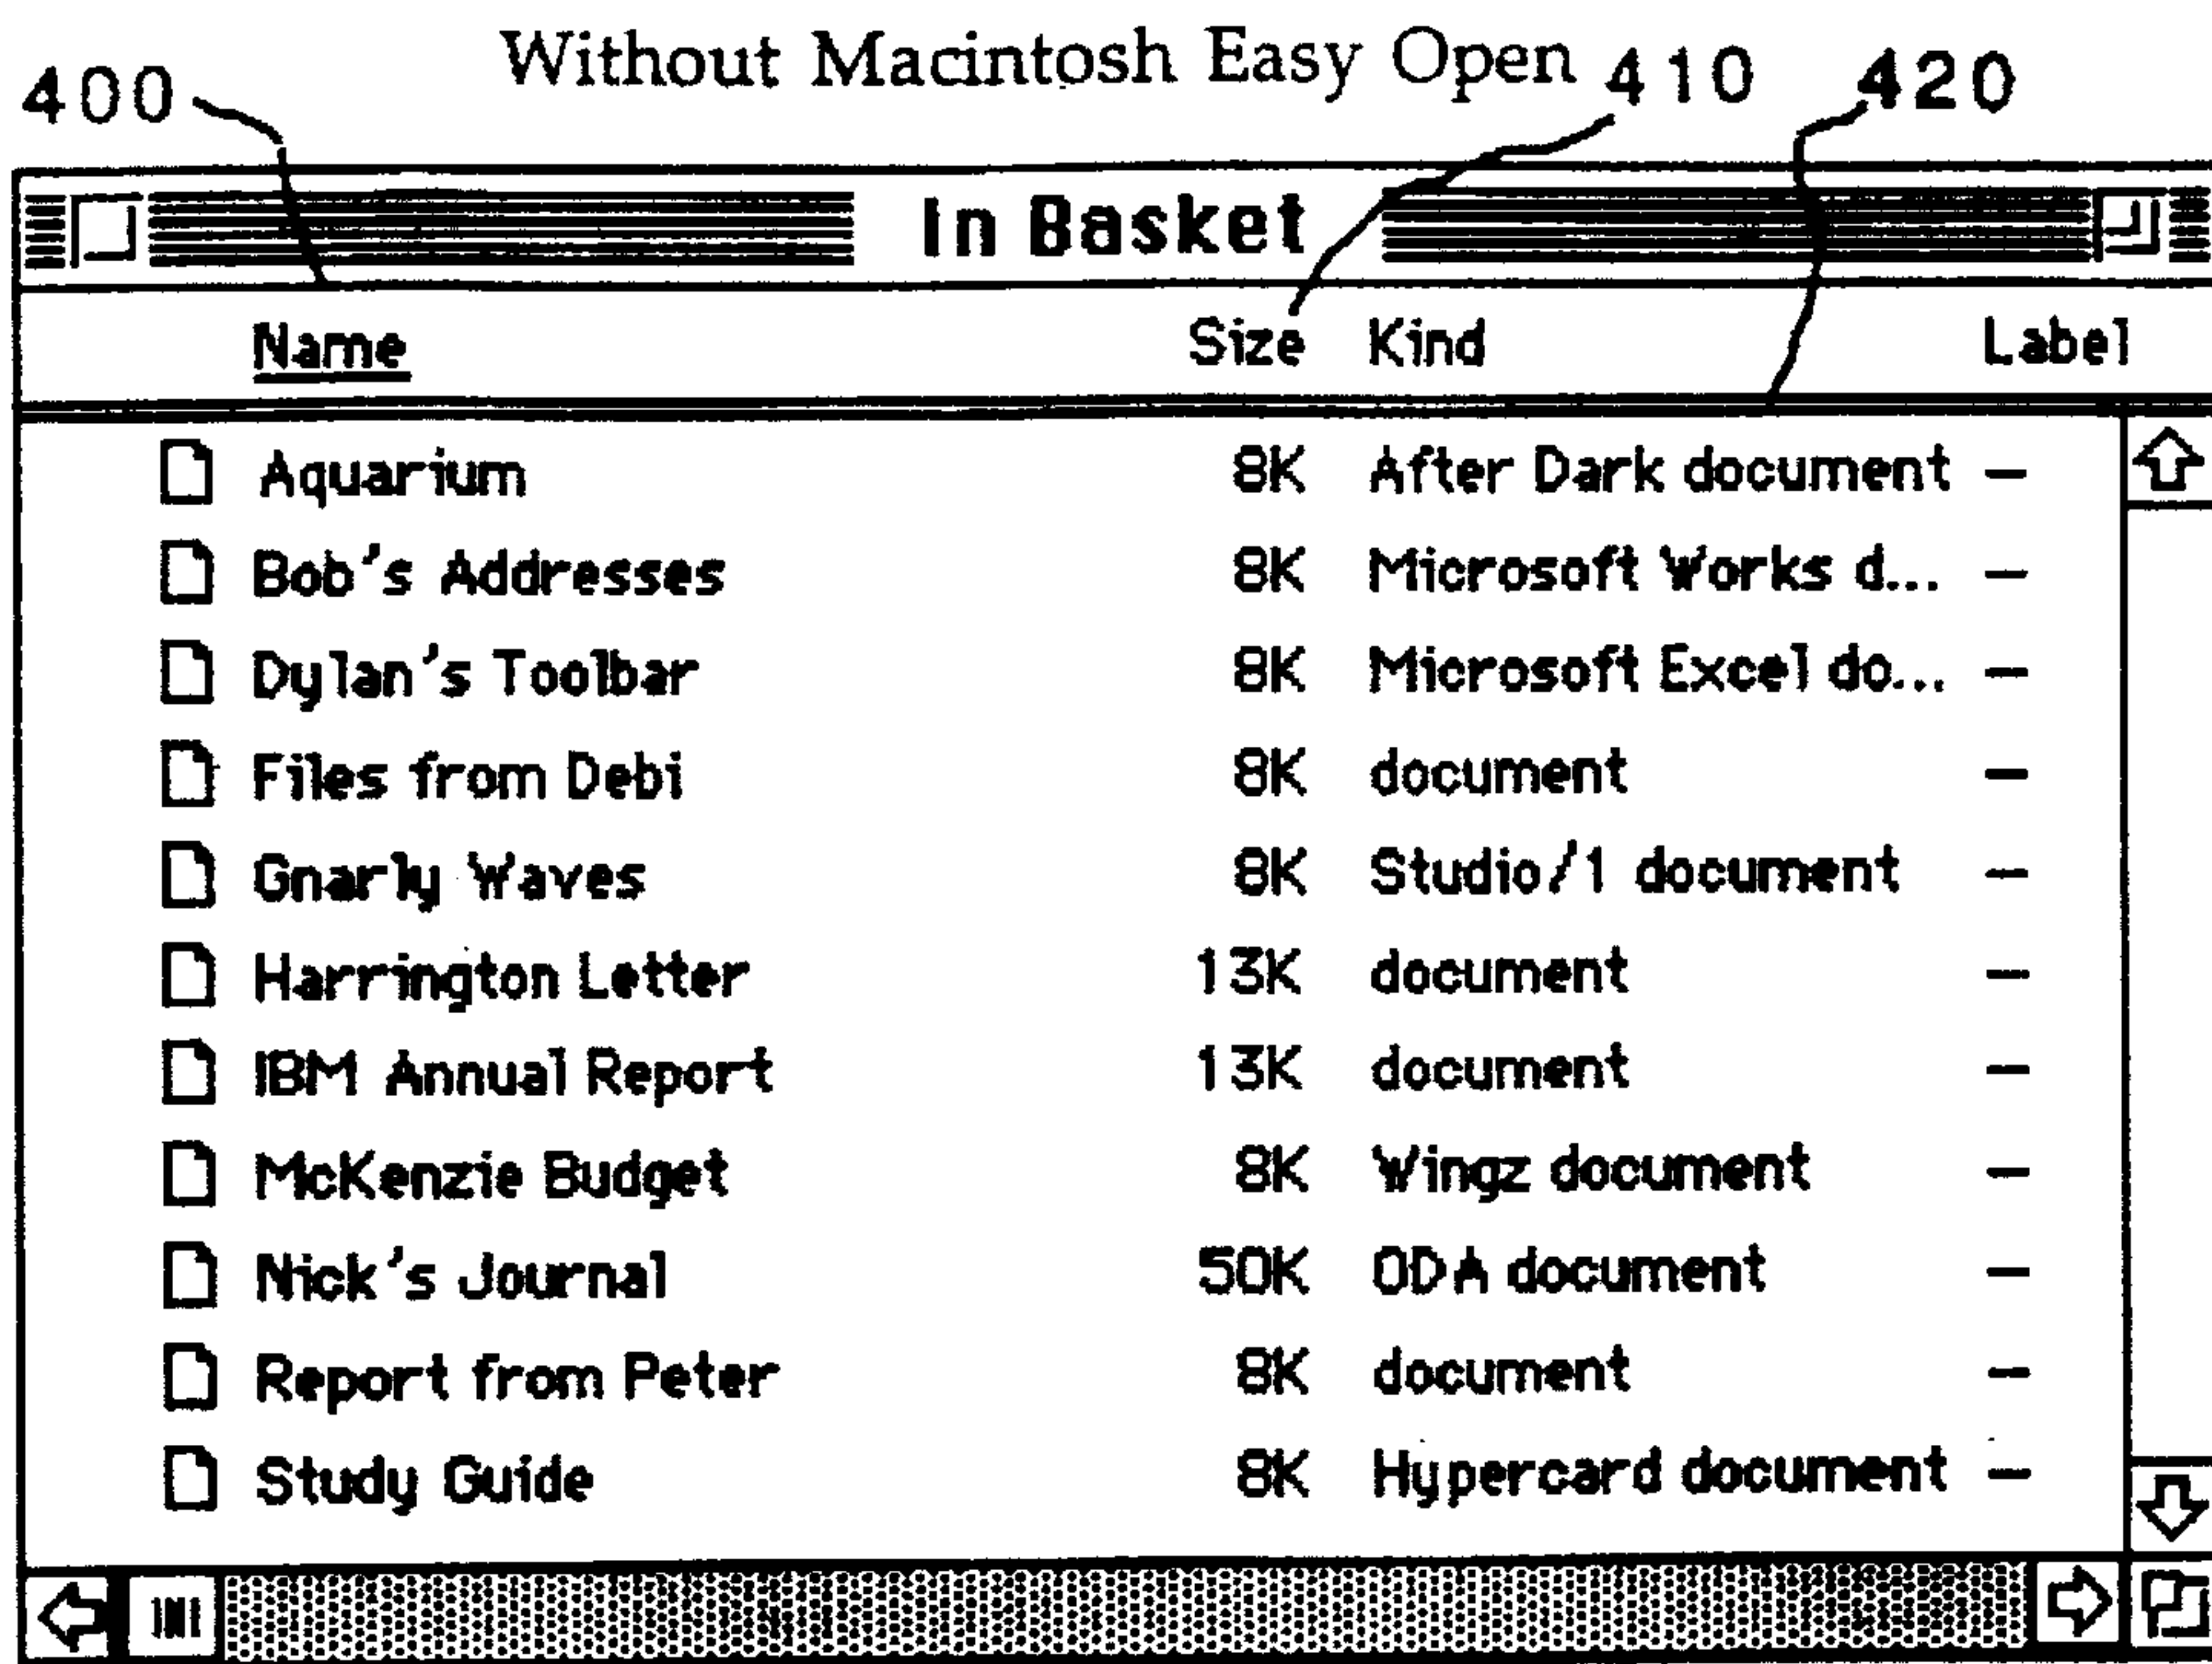 Without Macintosh Easy Open
400 410 420
In Basket
Name Size Kind Label
Aquarium 8K After Dark document –
Bob's Addresses 8K Microsoft Works d... –
Dylan's Toolbar 8K Microsoft Excel do... –
Files from Debi 8K document –
Gnarly Waves 8K Studio/1 document –
Harrington Letter 13K document –
IBM Annual Report 13K document –
McKenzie Budget 8K Wingz document –
Nick's Journal 50K ODA document –
Report from Peter 8K document –
Study Guide 8K Hypercard document –